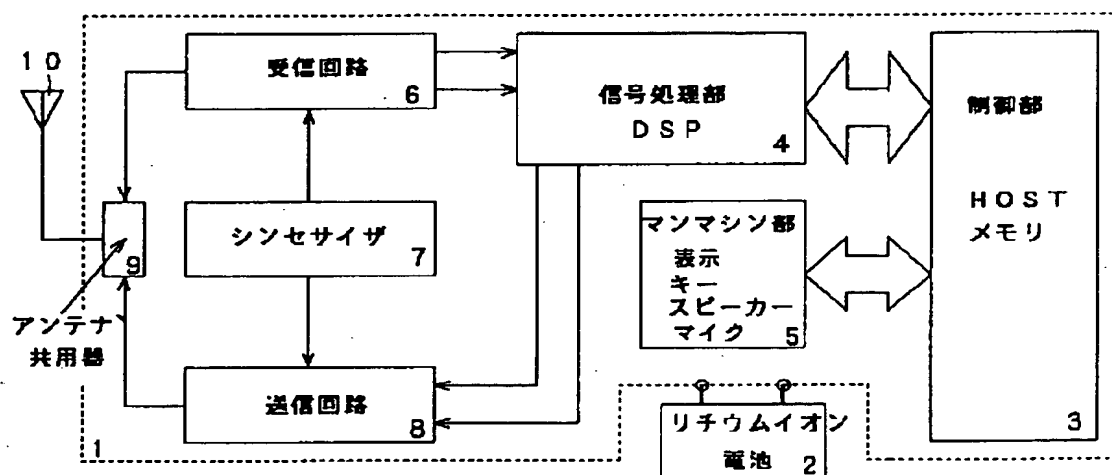 10
受信回路
6
信号処理部
DSP
4
制御部
HOST
メモリ
3
シンセサイザ
7
9
アンテナ
共用器
マンマシン部
表示
キー
スピーカー
マイク
5
送信回路
8
1
リチウムイオン
電池
2